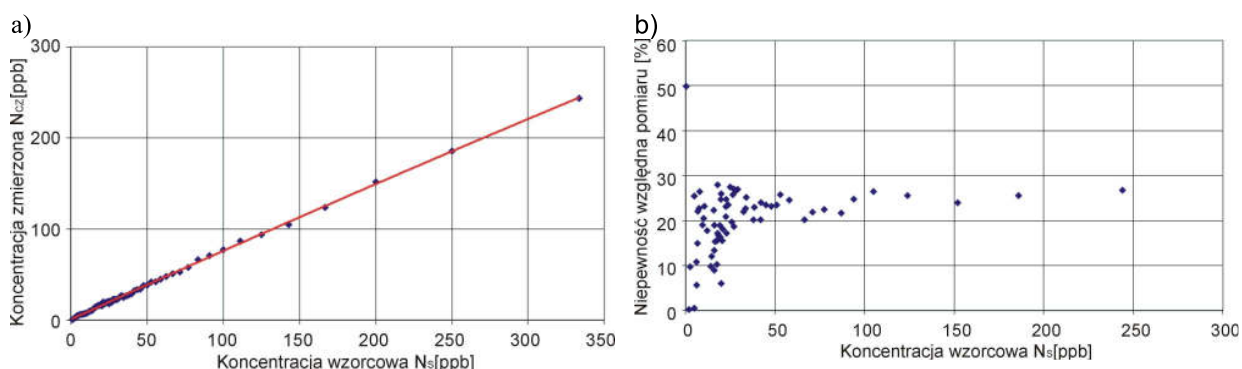 a)
Koncentracja zmierzona Ncz[ppb]
300
200
100
0
0 50 100 150 200 250 300 350
Koncentracja wzorcowa Ns[ppb]
b)
Niepewność względna pomiaru [%]
60
50
40
30
20
10
0
0 50 100 150 200 250 300
Koncentracja wzorcowa Ns[ppb]